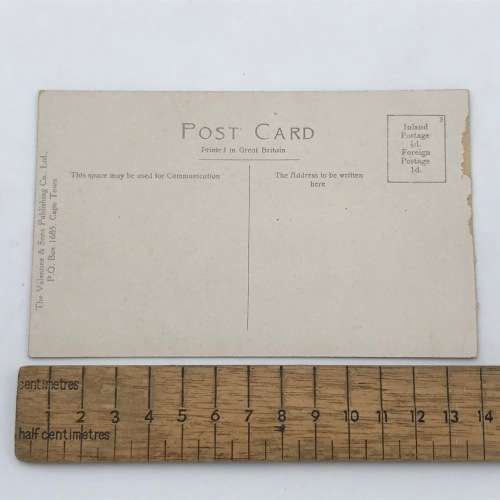 POST CARD
Printed in Great Britain
This space may be used for Communication
The Address to be written
here
Inland
Postage
½d.
Foreign
Postage
1d.
The Valentine & Sons Publishing Co. Ltd.,
P.O. Box 1685, Cape Town
centimetres
1 2 3 4 5 6 7 8 9 10 11 12 13 14
half centimetres